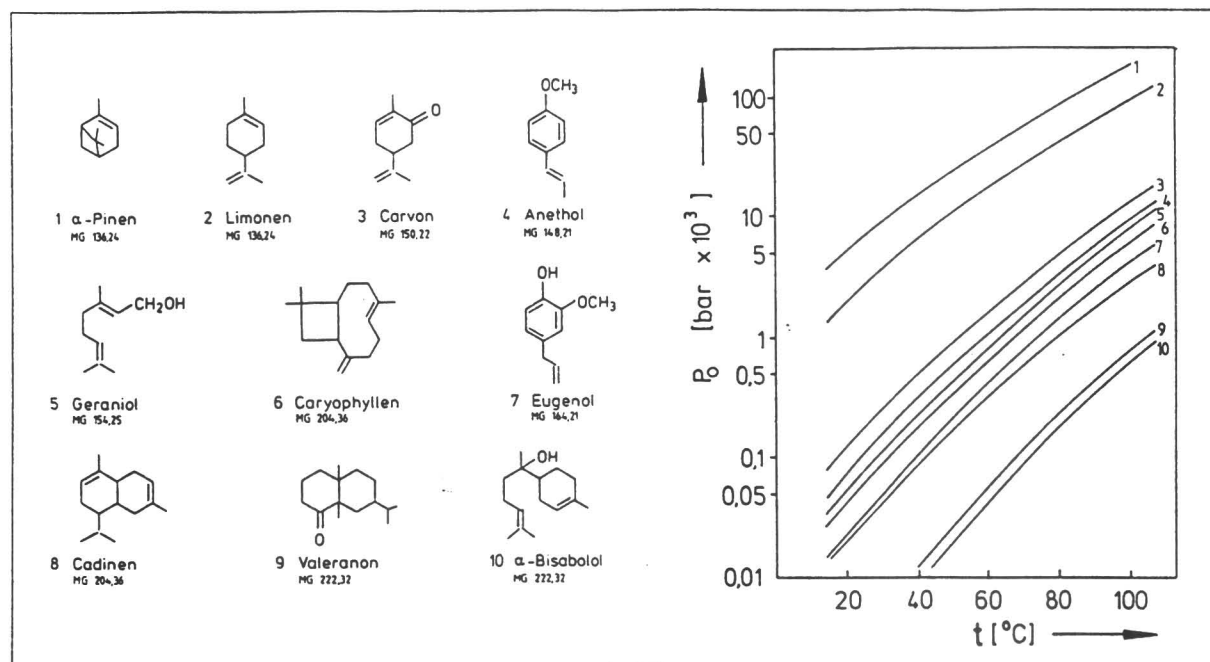 O
OCH₃
1 α-Pinen
MG 136,24
2 Limonen
MG 136,24
3 Carvon
MG 150,22
4 Anethol
MG 148,21
CH₂OH
OH
OCH₃
5 Geraniol
MG 154,25
6 Caryophyllen
MG 204,36
7 Eugenol
MG 164,21
OH
O
8 Cadinen
MG 204,36
9 Valeranon
MG 222,32
10 α-Bisabolol
MG 222,32
P₀ [bar × 10³]
100
50
10
5
1
0,5
0,1
0,05
0,01
1
2
3
4
5
6
7
8
9
10
20
40
60
80
100
t [°C]